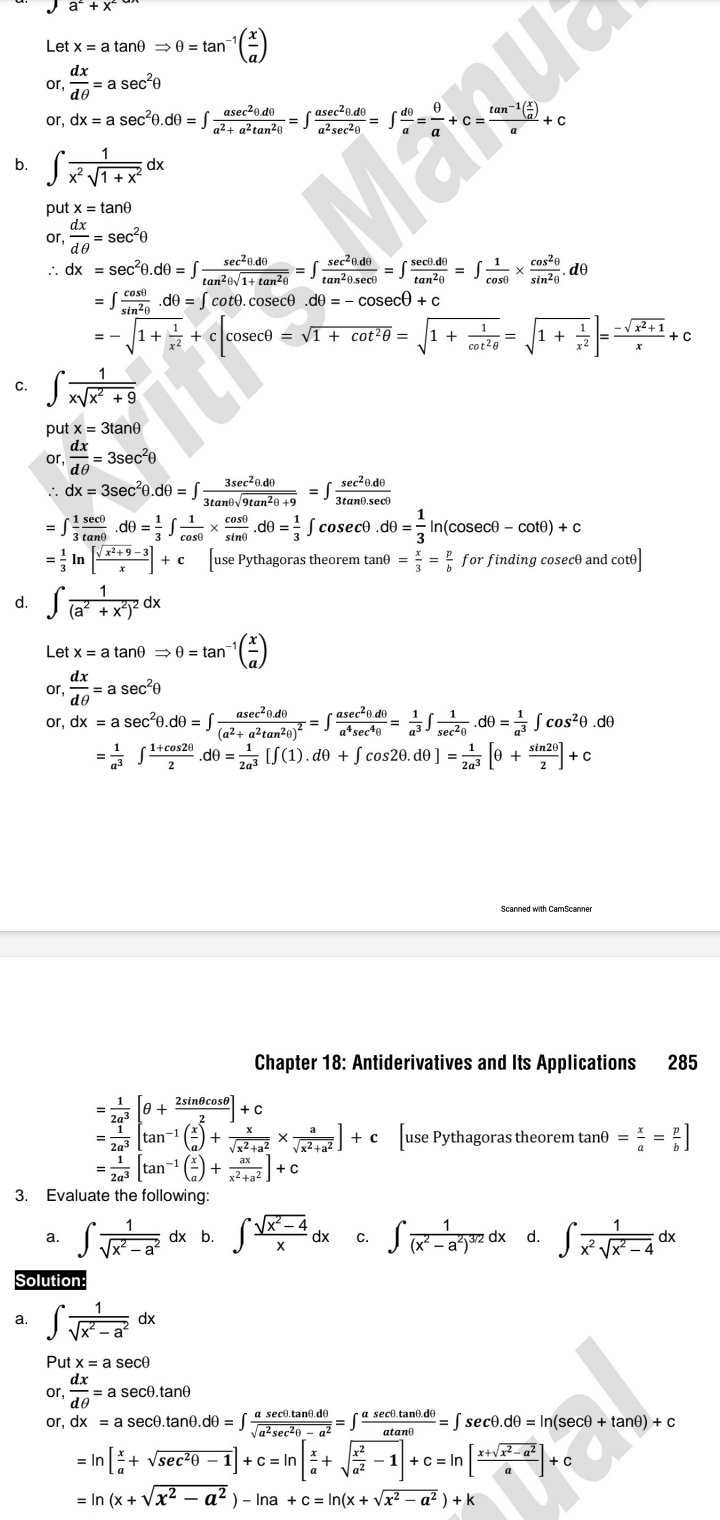 a² + x² dx
Let x = a tanθ ⇒ θ = tan⁻¹(x/a)
or, dx/dθ = a sec²θ
or, dx = a sec²θ.dθ = ∫ asec²θ.dθ/(a²+ a²tan²θ) = ∫ asec²θ.dθ/(a²sec²θ) = ∫ dθ/a = θ/a + c = tan⁻¹(x/a)/a + c
b. ∫ 1/(x² √(1 + x²)) dx
put x = tanθ
or, dx/dθ = sec²θ
∴ dx = sec²θ.dθ = ∫ sec²θ.dθ/(tan²θ√(1+ tan²θ)) = ∫ sec²θ.dθ/(tan²θ.secθ) = ∫ secθ.dθ/tan²θ = ∫ 1/cosθ × cos²θ/sin²θ . dθ
= ∫ cosθ/sin²θ .dθ = ∫ cotθ. cosecθ .dθ = − cosecθ + c
= − √(1 + 1/x²) + c [cosecθ = √(1 + cot²θ) = √(1 + 1/cot²θ) = √(1 + 1/x²)] = −√(x²+1)/x + c
c. ∫ 1/(x√(x² + 9))
put x = 3tanθ
or, dx/dθ = 3sec²θ
∴ dx = 3sec²θ.dθ = ∫ 3sec²θ.dθ/(3tanθ√(9tan²θ +9)) = ∫ sec²θ.dθ/(3tanθ.secθ)
= ∫ 1/3 secθ/tanθ .dθ = 1/3 ∫ 1/cosθ × cosθ/sinθ .dθ = 1/3 ∫ cosecθ .dθ = 1/3 ln(cosecθ − cotθ) + c
= 1/3 ln [(√(x²+9) − 3)/x] + c [use Pythagoras theorem tanθ = x/3 = p/b for finding cosecθ and cotθ]
d. ∫ 1/(a² + x²)² dx
Let x = a tanθ ⇒ θ = tan⁻¹(x/a)
or, dx/dθ = a sec²θ
or, dx = a sec²θ.dθ = ∫ asec²θ.dθ/(a²+ a²tan²θ)² = ∫ asec²θ.dθ/(a⁴sec⁴θ) = 1/a³ ∫ 1/sec²θ .dθ = 1/a³ ∫ cos²θ .dθ
= 1/a³ ∫ (1+cos2θ)/2 .dθ = 1/2a³ [∫(1). dθ + ∫ cos2θ. dθ ] = 1/2a³ [θ + sin2θ/2] + c
Scanned with CamScanner
Chapter 18: Antiderivatives and Its Applications 285
= 1/2a³ [θ + 2sinθcosθ/2] + c
= 1/2a³ [tan⁻¹(x/a) + x/√(x²+a²) × a/√(x²+a²)] + c [use Pythagoras theorem tanθ = x/a = p/b]
= 1/2a³ [tan⁻¹(x/a) + ax/(x²+a²)] + c
3. Evaluate the following:
a. ∫ 1/√(x² − a²) dx b. ∫ √(x² − 4)/x dx c. ∫ 1/(x² − a²)^3/2 dx d. ∫ 1/(x² √(x² − 4)) dx
Solution:
a. ∫ 1/√(x² − a²) dx
Put x = a secθ
or, dx/dθ = a secθ.tanθ
or, dx = a secθ.tanθ.dθ = ∫ a secθ.tanθ.dθ/√(a²sec²θ − a²) = ∫ a secθ.tanθ.dθ/atanθ = ∫ secθ.dθ = ln(secθ + tanθ) + c
= ln [x/a + √(sec²θ − 1)] + c = ln [x/a + √(x²/a² − 1)] + c = ln [(x+√(x²− a²))/a] + c
= ln (x + √(x² − a²) ) − lna + c = ln(x + √(x² − a²) ) + k
Kriti's Manual
ual